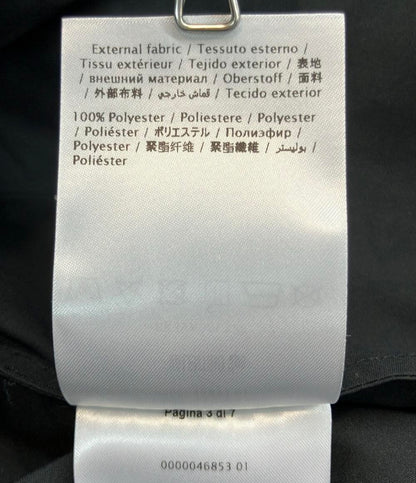 External fabric / Tessuto esterno /
Tissu extérieur / Tejido exterior / 表地
/ внешний материал / Oberstoff / 面料
/ 外部布料 / قماش خارجي / Tecido exterior
100% Polyester / Poliestere / Polyester
/ Poliéster / ポリエステル / Полиэфир /
Polyester / 聚酯纤维 / 聚酯纖維 / بوليستر /
Poliéster
Pagina 3 di 7
0000046853 01